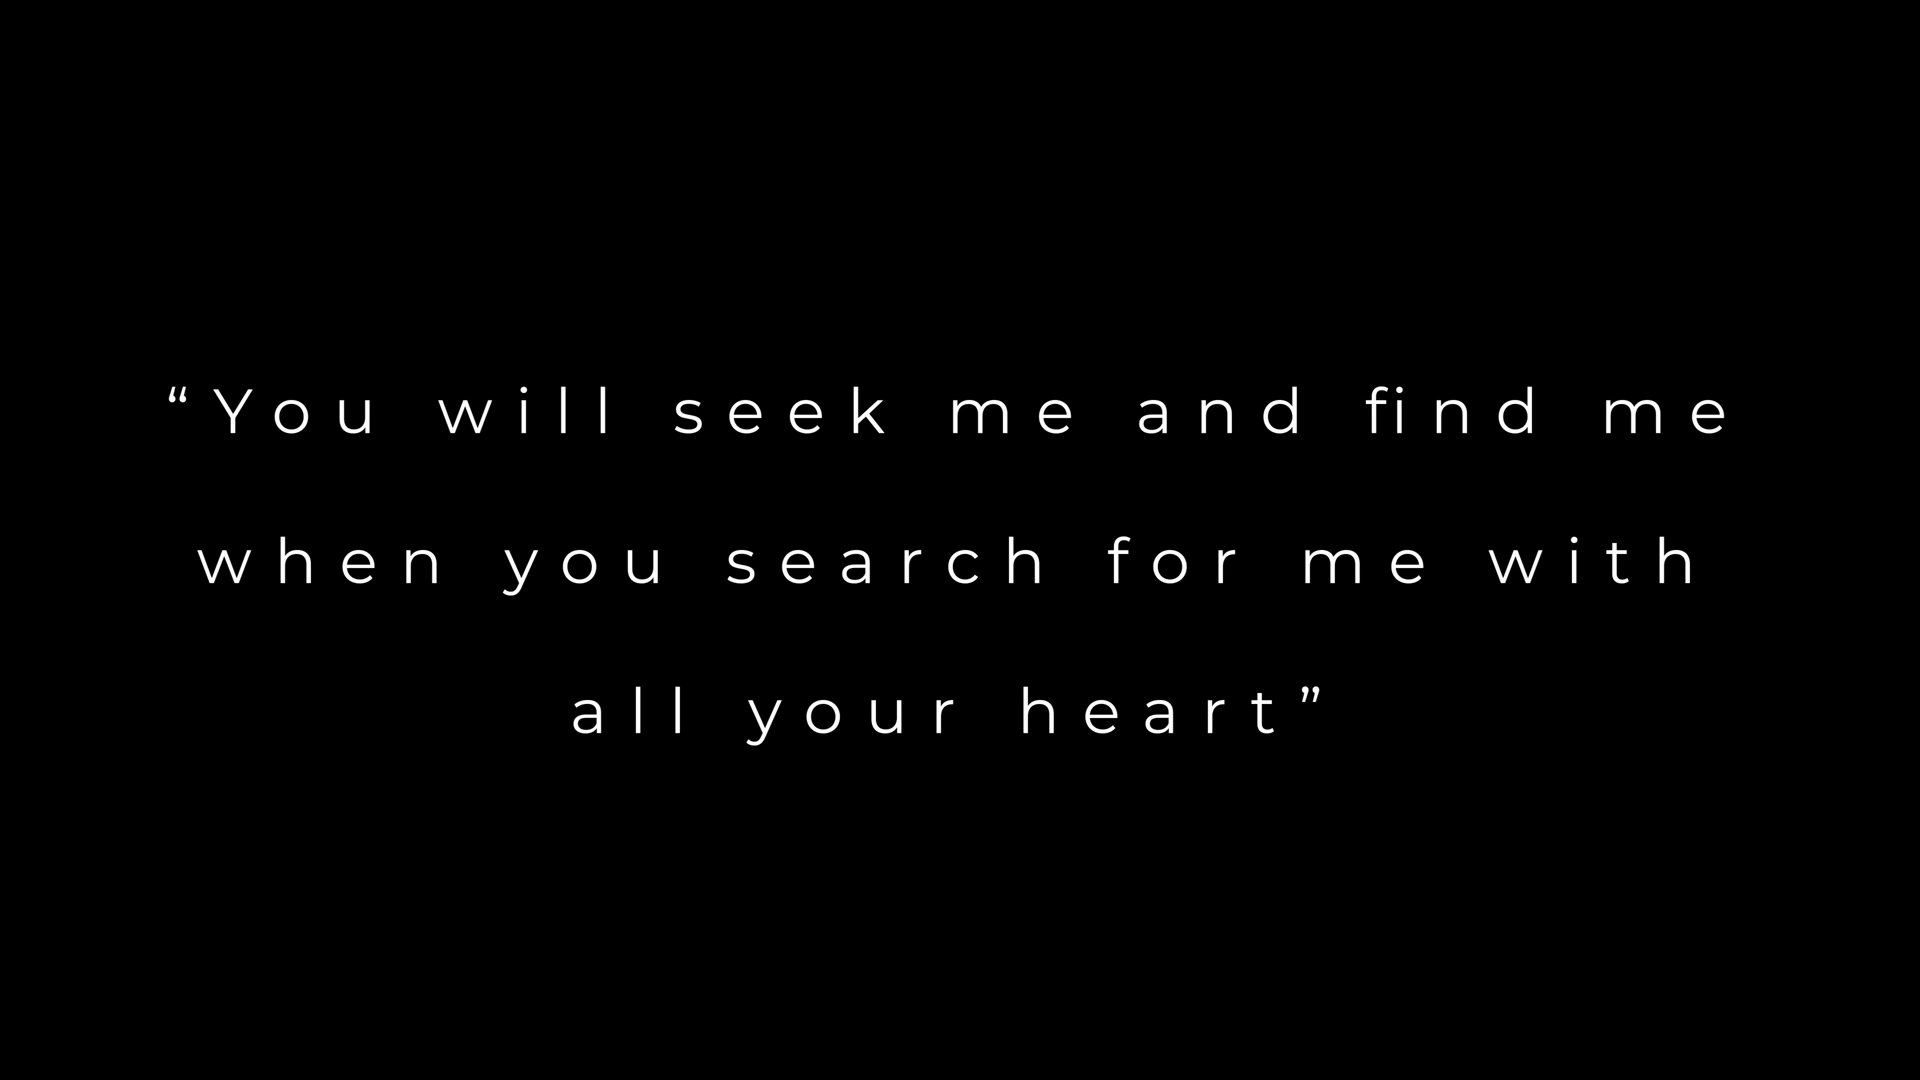 “You will seek me and find me
when you search for me with
all your heart”